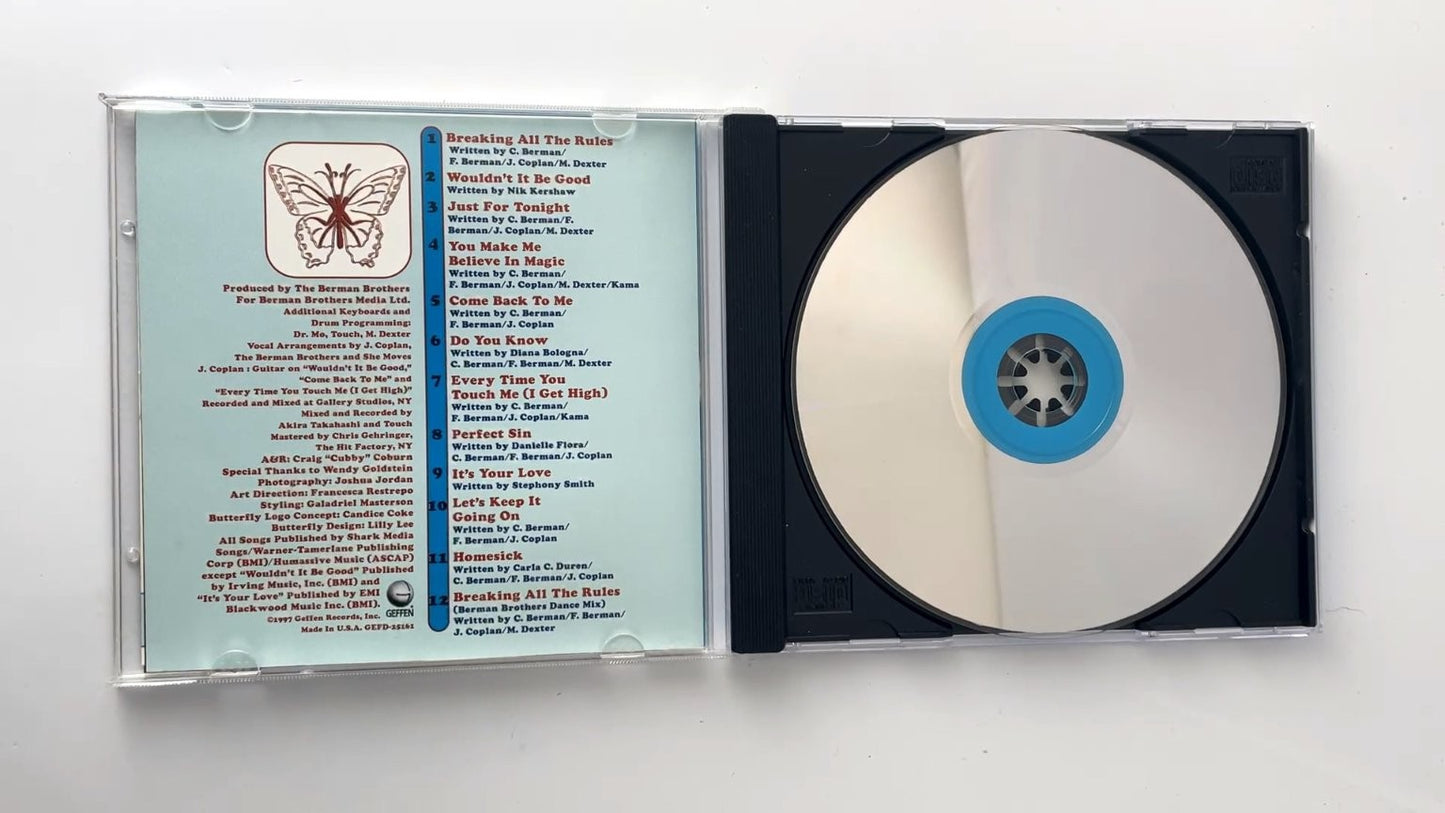 Produced by The Berman Brothers
For Berman Brothers Media Ltd.
Additional Keyboards and
Drum Programming:
Dr. Mo, Touch, M. Dexter
Vocal Arrangements by J. Coplan,
The Berman Brothers and She Moves
J. Coplan : Guitar on "Wouldn't It Be Good,"
"Come Back To Me" and
"Every Time You Touch Me (I Get High)"
Recorded and Mixed at Gallery Studios, NY
Mixed and Recorded by
Akira Takahashi and Touch
Mastered by Chris Gehringer,
The Hit Factory, NY
A&R: Craig "Cubby" Coburn
Special Thanks to Wendy Goldstein
Photography: Joshua Jordan
Art Direction: Francesca Restrepo
Styling: Galadriel Masterson
Butterfly Logo Concept: Candice Coke
Butterfly Design: Lilly Lee
All Songs Published by Shark Media
Songs/Warner-Tamerlane Publishing
Corp (BMI)/Humassive Music (ASCAP)
except "Wouldn't It Be Good" Published
by Irving Music, Inc. (BMI) and
"It's Your Love" Published by EMI
Blackwood Music Inc. (BMI).
©1997 Geffen Records, Inc.
Made In U.S.A. GEFD-25161
GEFFEN
1 Breaking All The Rules
Written by C. Berman/
F. Berman/J. Coplan/M. Dexter
2 Wouldn't It Be Good
Written by Nik Kershaw
3 Just For Tonight
Written by C. Berman/F.
Berman/J. Coplan/M. Dexter
4 You Make Me
Believe In Magic
Written by C. Berman/
F. Berman/J. Coplan/M. Dexter/Kama
5 Come Back To Me
Written by C. Berman/
F. Berman/J. Coplan
6 Do You Know
Written by Diana Bologna/
C. Berman/F. Berman/M. Dexter
7 Every Time You
Touch Me (I Get High)
Written by C. Berman/
F. Berman/J. Coplan/Kama
8 Perfect Sin
Written by Danielle Flora/
C. Berman/F. Berman/J. Coplan
9 It's Your Love
Written by Stephony Smith
10 Let's Keep It
Going On
Written by C. Berman/
F. Berman/J. Coplan
11 Homesick
Written by Carla C. Duren/
C. Berman/F. Berman/J. Coplan
12 Breaking All The Rules
(Berman Brothers Dance Mix)
Written by C. Berman/F. Berman/
J. Coplan/M. Dexter